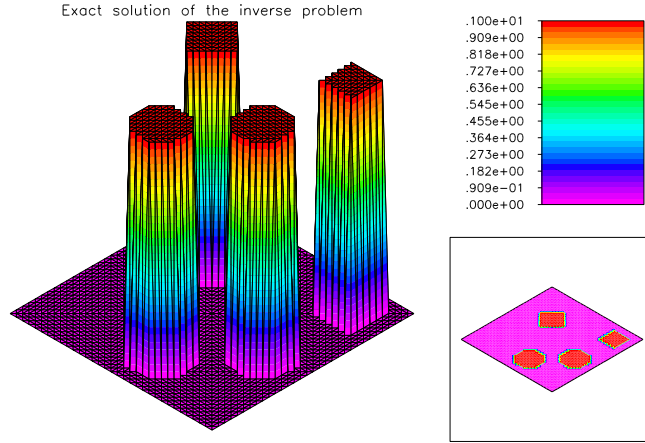 Exact solution of the inverse problem
.100e+01
.909e+00
.818e+00
.727e+00
.636e+00
.545e+00
.455e+00
.364e+00
.273e+00
.182e+00
.909e-01
.000e+00